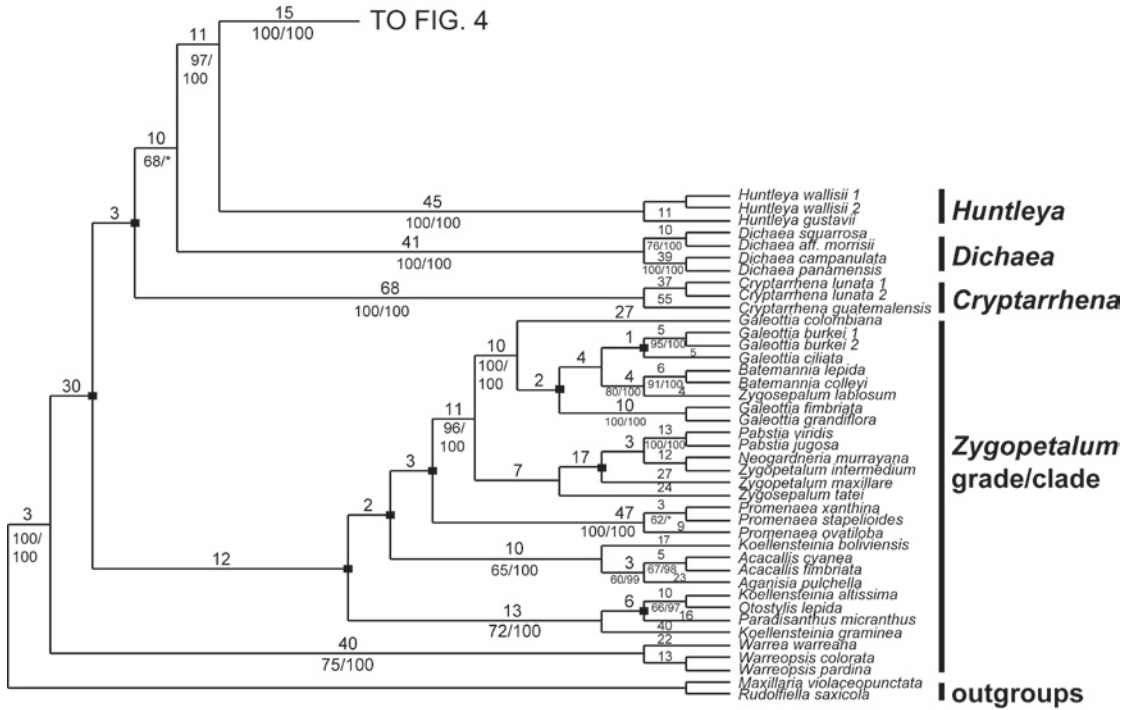 15
100/100
TO FIG. 4
11
97/
100
10
68/*
3
45
100/100
11
Huntleya wallisii 1
Huntleya wallisii 2
Huntleya gustavii
Huntleya
41
100/100
10
76/100
39
100/100
Dichaea squarrosa
Dichaea aff. morrisii
Dichaea campanulata
Dichaea panamensis
Dichaea
68
100/100
37
55
Cryptarrhena lunata 1
Cryptarrhena lunata 2
Cryptarrhena guatemalensis
Cryptarrhena
30
27
Galeottia colombiana
10
100/
100
1
5
95/100
5
Galeottia burkei 1
Galeottia burkei 2
Galeottia ciliata
4
2
4
80/100
6
91/100
4
Batemannia lepida
Batemannia colleyi
Zygosepalum labiosum
10
100/100
Galeottia fimbriata
Galeottia grandiflora
11
96/
100
7
17
3
13
100/100
12
27
24
Pabstia viridis
Pabstia jugosa
Neogardneria murrayana
Zygopetalum intermedium
Zygopetalum maxillare
Zygosepalum tatei
Zygopetalum
grade/clade
3
47
100/100
3
62/*
9
Promenaea xanthina
Promenaea stapelioides
Promenaea ovatiloba
2
10
65/100
17
3
60/99
5
67/98
23
Koellensteinia boliviensis
Acacallis cyanea
Acacallis fimbriata
Aganisia pulchella
12
13
72/100
6
10
66/97
16
40
Koellensteinia altissima
Otostylis lepida
Paradisanthus micranthus
Koellensteinia graminea
3
100/
100
40
75/100
22
13
Warrea warreana
Warreopsis colorata
Warreopsis pardina
Maxillaria violaceopunctata
Rudolfiella saxicola
outgroups